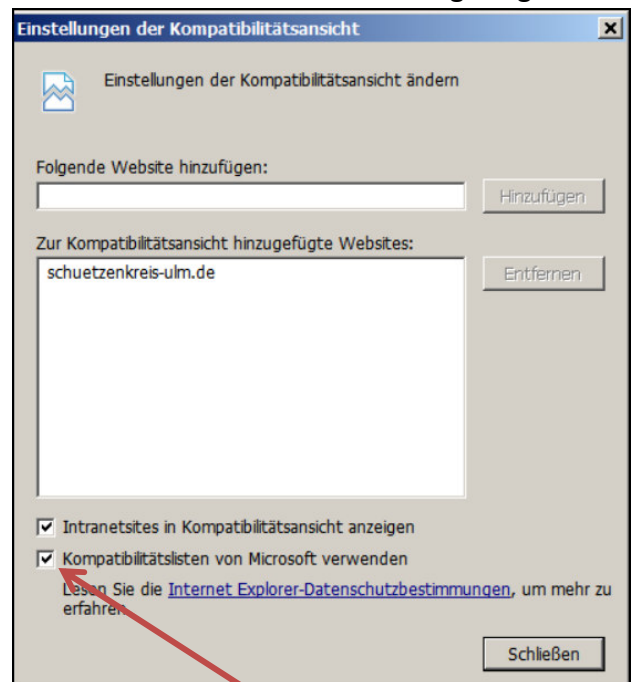 Einstellungen der Kompatibilitätsansicht
Einstellungen der Kompatibilitätsansicht ändern
Folgende Website hinzufügen:
Hinzufügen
Zur Kompatibilitätsansicht hinzugefügte Websites:
schuetzenkreis-ulm.de
Entfernen
Intranetsites in Kompatibilitätsansicht anzeigen
Kompatibilitätslisten von Microsoft verwenden
Lesen Sie die Internet Explorer-Datenschutzbestimmungen, um mehr zu
erfahren
Schließen